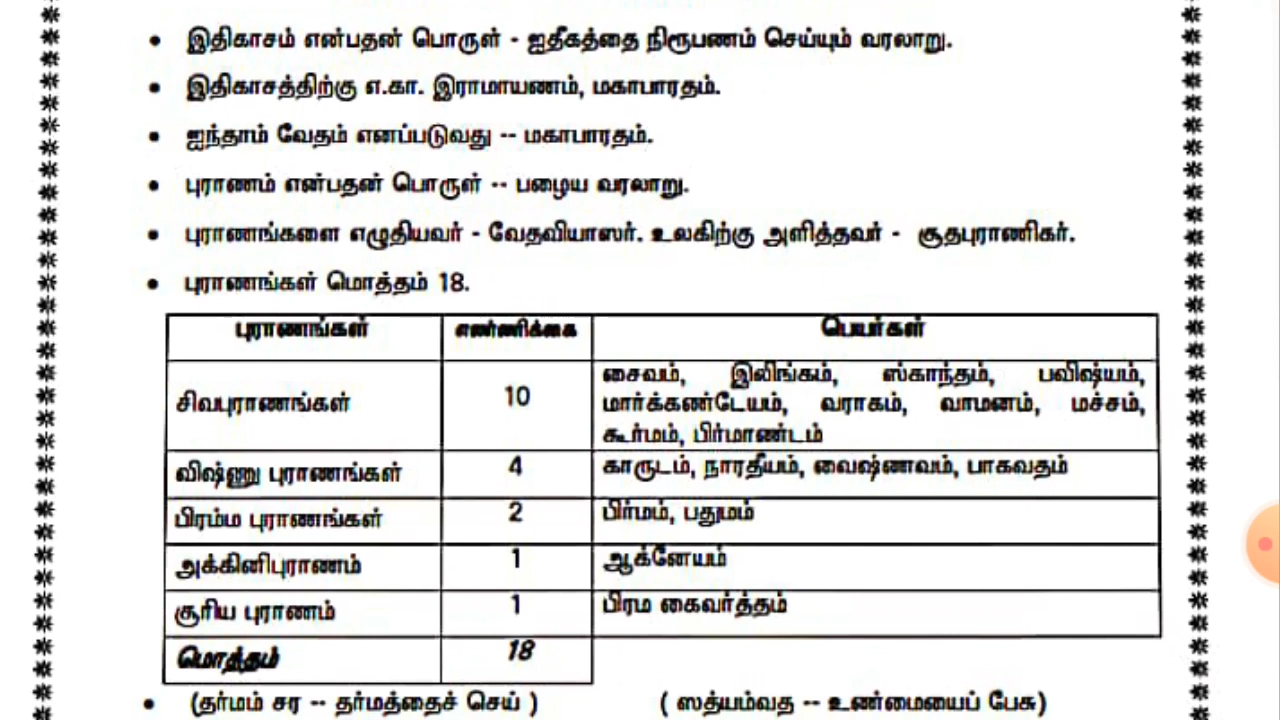 • இதிகாசம் என்பதன் பொருள் - ஐதீகத்தை நிரூபணம் செய்யும் வரலாறு.
• இதிகாசத்திற்கு எ.கா. இராமாயணம், மகாபாரதம்.
• ஐந்தாம் வேதம் எனப்படுவது -- மகாபாரதம்.
• புராணம் என்பதன் பொருள் -- பழைய வரலாறு.
• புராணங்களை எழுதியவர் - வேதவியாஸர். உலகிற்கு அளித்தவர் - சூதபுராணிகர்.
• புராணங்கள் மொத்தம் 18.
புராணங்கள் எண்ணிக்கை பெயர்கள்
சிவபுராணங்கள் 10 சைவம், இலிங்கம், ஸ்காந்தம், பவிஷ்யம்,
மார்க்கண்டேயம், வராகம், வாமனம், மச்சம்,
கூர்மம், பிர்மாண்டம்
விஷ்ணு புராணங்கள் 4 காருடம், நாரதீயம், வைஷ்ணவம், பாகவதம்
பிரம்ம புராணங்கள் 2 பிர்மம், பதுமம்
அக்கினிபுராணம் 1 ஆக்னேயம்
சூரிய புராணம் 1 பிரம கைவர்த்தம்
மொத்தம் 18
• (தர்மம் சர -- தர்மத்தைச் செய் ) ( ஸத்யம்வத -- உண்மையைப் பேசு)